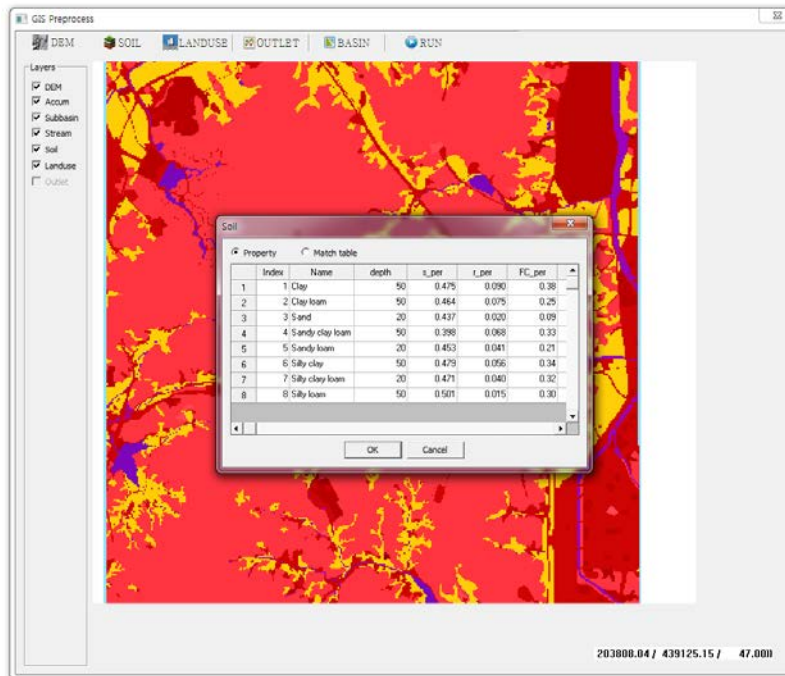 GIS Preprocess
DEM SOIL LANDUSE OUTLET BASIN RUN
Layers
DEM
Accum
Subbasin
Stream
Soil
Landuse
Outlet
Soil
Property Match table
Index Name depth s_per r_per FC_per
1 1 Clay 50 0.475 0.090 0.38
2 2 Clay loam 50 0.464 0.075 0.25
3 3 Sand 20 0.437 0.020 0.09
4 4 Sandy clay loam 50 0.398 0.068 0.33
5 5 Sandy loam 20 0.453 0.041 0.21
6 6 Silty clay 50 0.479 0.056 0.34
7 7 Silty clary loam 20 0.471 0.040 0.32
8 8 Silty loam 50 0.501 0.015 0.30
OK Cancel
203808.04 / 439125.15 / 47.00))